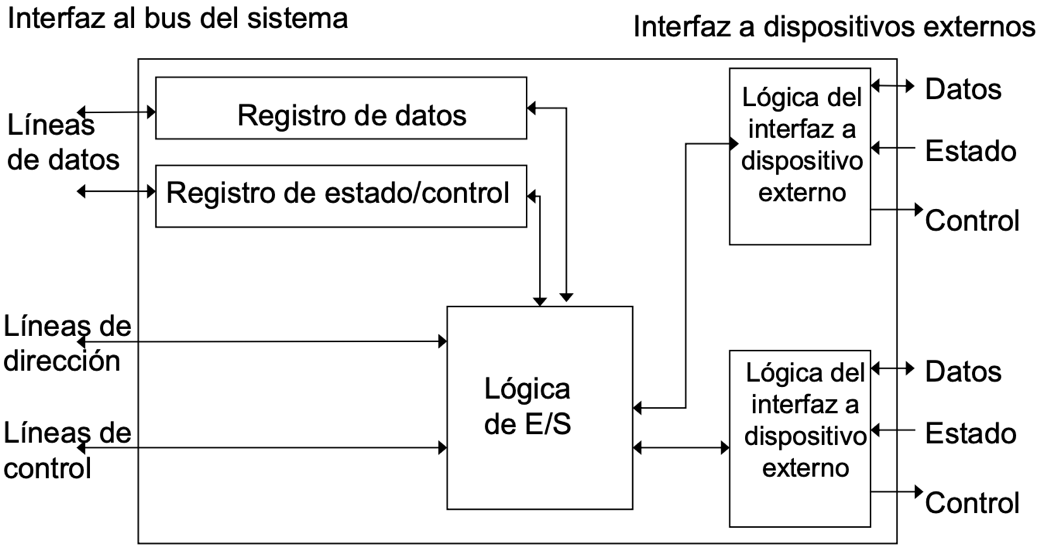 Interfaz al bus del sistema
Interfaz a dispositivos externos
Líneas
de datos
Registro de datos
Registro de estado/control
Lógica del
interfaz a
dispositivo
externo
Datos
Estado
Control
Líneas de
dirección
Líneas de
control
Lógica
de E/S
Lógica del
interfaz a
dispositivo
externo
Datos
Estado
Control